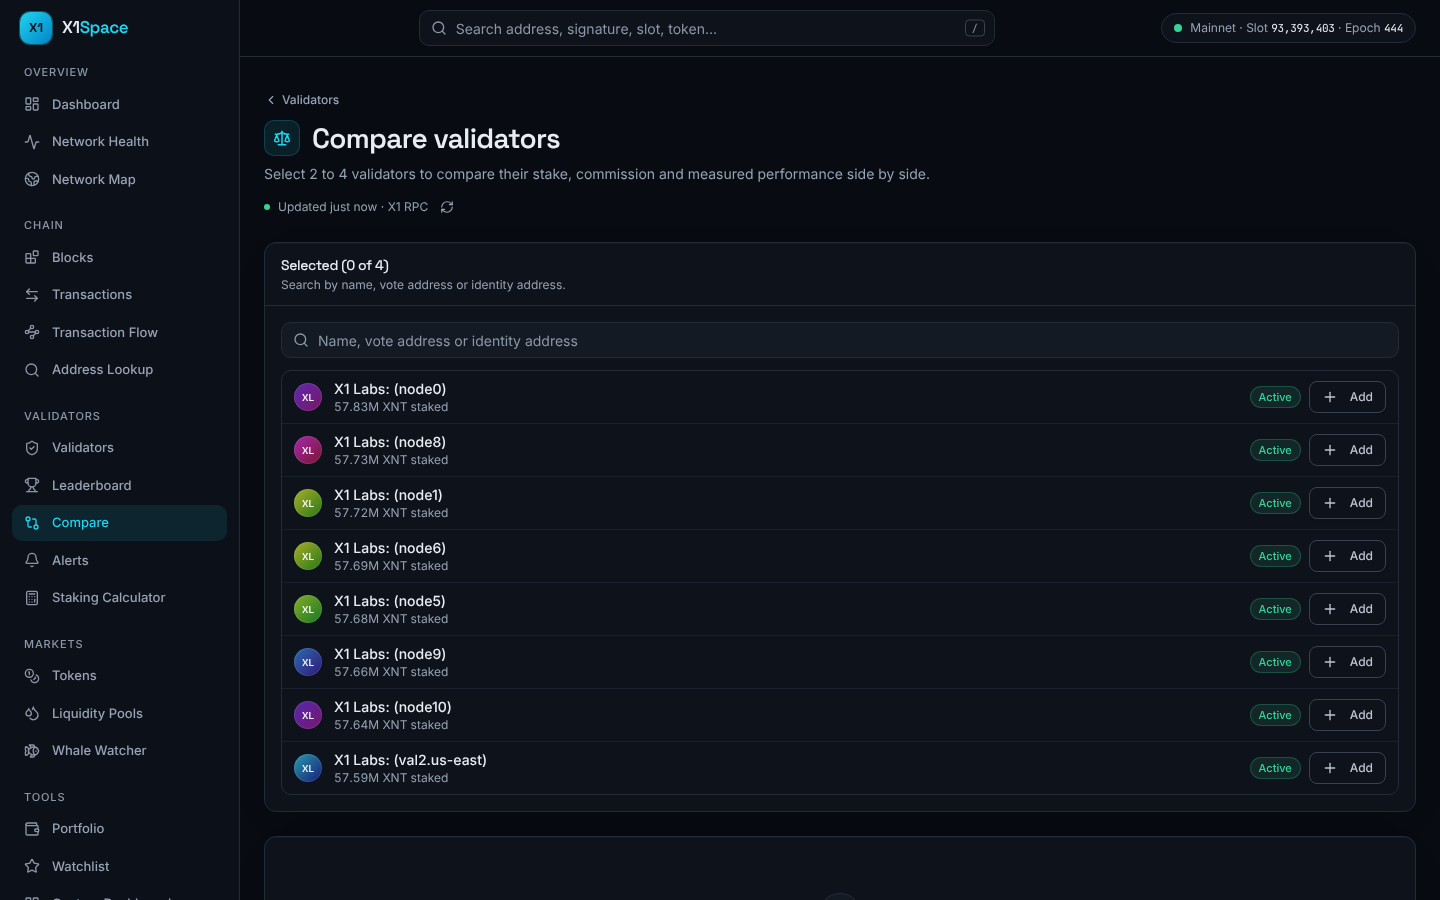 X1 X1Space
Search address, signature, slot, token... /
Mainnet · Slot 93,393,403 · Epoch 444
OVERVIEW
Dashboard
Network Health
Network Map
CHAIN
Blocks
Transactions
Transaction Flow
Address Lookup
VALIDATORS
Validators
Leaderboard
Compare
Alerts
Staking Calculator
MARKETS
Tokens
Liquidity Pools
Whale Watcher
TOOLS
Portfolio
Watchlist
Validators
Compare validators
Select 2 to 4 validators to compare their stake, commission and measured performance side by side.
Updated just now · X1 RPC
Selected (0 of 4)
Search by name, vote address or identity address.
Name, vote address or identity address
XL X1 Labs: (node0) Active + Add
57.83M XNT staked
XL X1 Labs: (node8) Active + Add
57.73M XNT staked
XL X1 Labs: (node1) Active + Add
57.72M XNT staked
XL X1 Labs: (node6) Active + Add
57.69M XNT staked
XL X1 Labs: (node5) Active + Add
57.68M XNT staked
XL X1 Labs: (node9) Active + Add
57.66M XNT staked
XL X1 Labs: (node10) Active + Add
57.64M XNT staked
XL X1 Labs: (val2.us-east) Active + Add
57.59M XNT staked